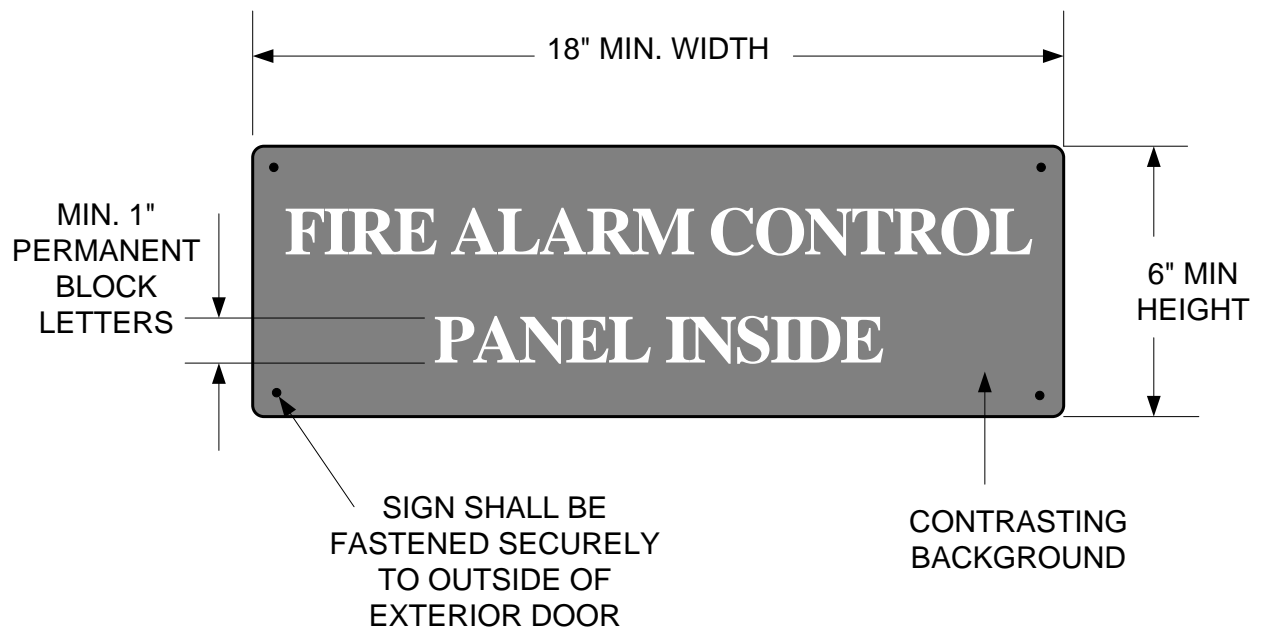 18" MIN. WIDTH
MIN. 1"
PERMANENT
BLOCK
LETTERS
FIRE ALARM CONTROL
PANEL INSIDE
6" MIN
HEIGHT
SIGN SHALL BE
FASTENED SECURELY
TO OUTSIDE OF
EXTERIOR DOOR
CONTRASTING
BACKGROUND